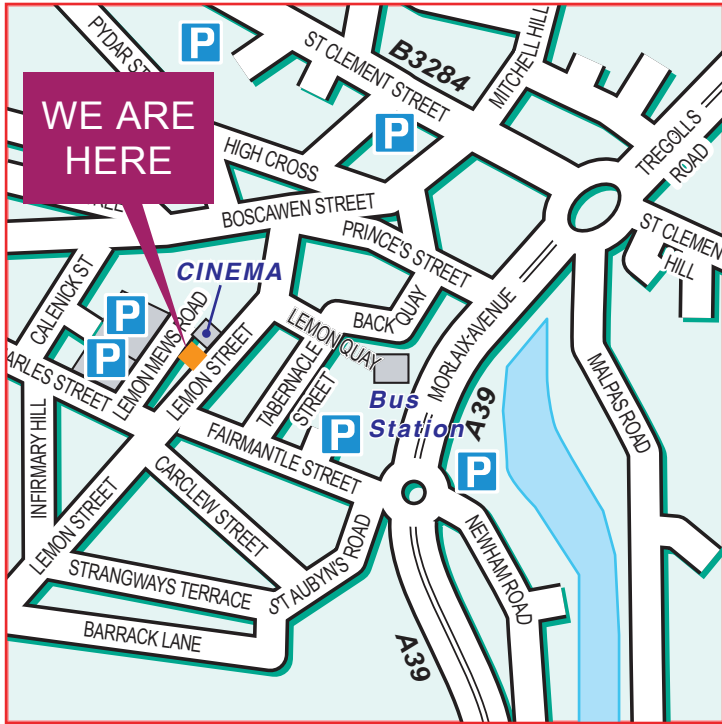 PYDAR ST
P
ST CLEMENT STREET
B3284
MITCHELL HILL
TREGOLLS
ROAD
WE ARE
HERE
P
HIGH CROSS
BOSCAWEN STREET
PRINCE'S STREET
ST CLEMEN
HILL
CALENICK ST
CINEMA
P
P
LEMON MEWS ROAD
LEMON STREET
BACK QUAY
LEMON QUAY
MORLAIX AVENUE
A39
MALPAS ROAD
ARLES STREET
TABERNACLE
STREET
Bus
Station
P
P
INFIRMARY HILL
FAIRMANTLE STREET
CARCLEW STREET
LEMON STREET
NEWHAM ROAD
STRANGWAYS TERRACE
ST AUBYN'S ROAD
BARRACK LANE
A39